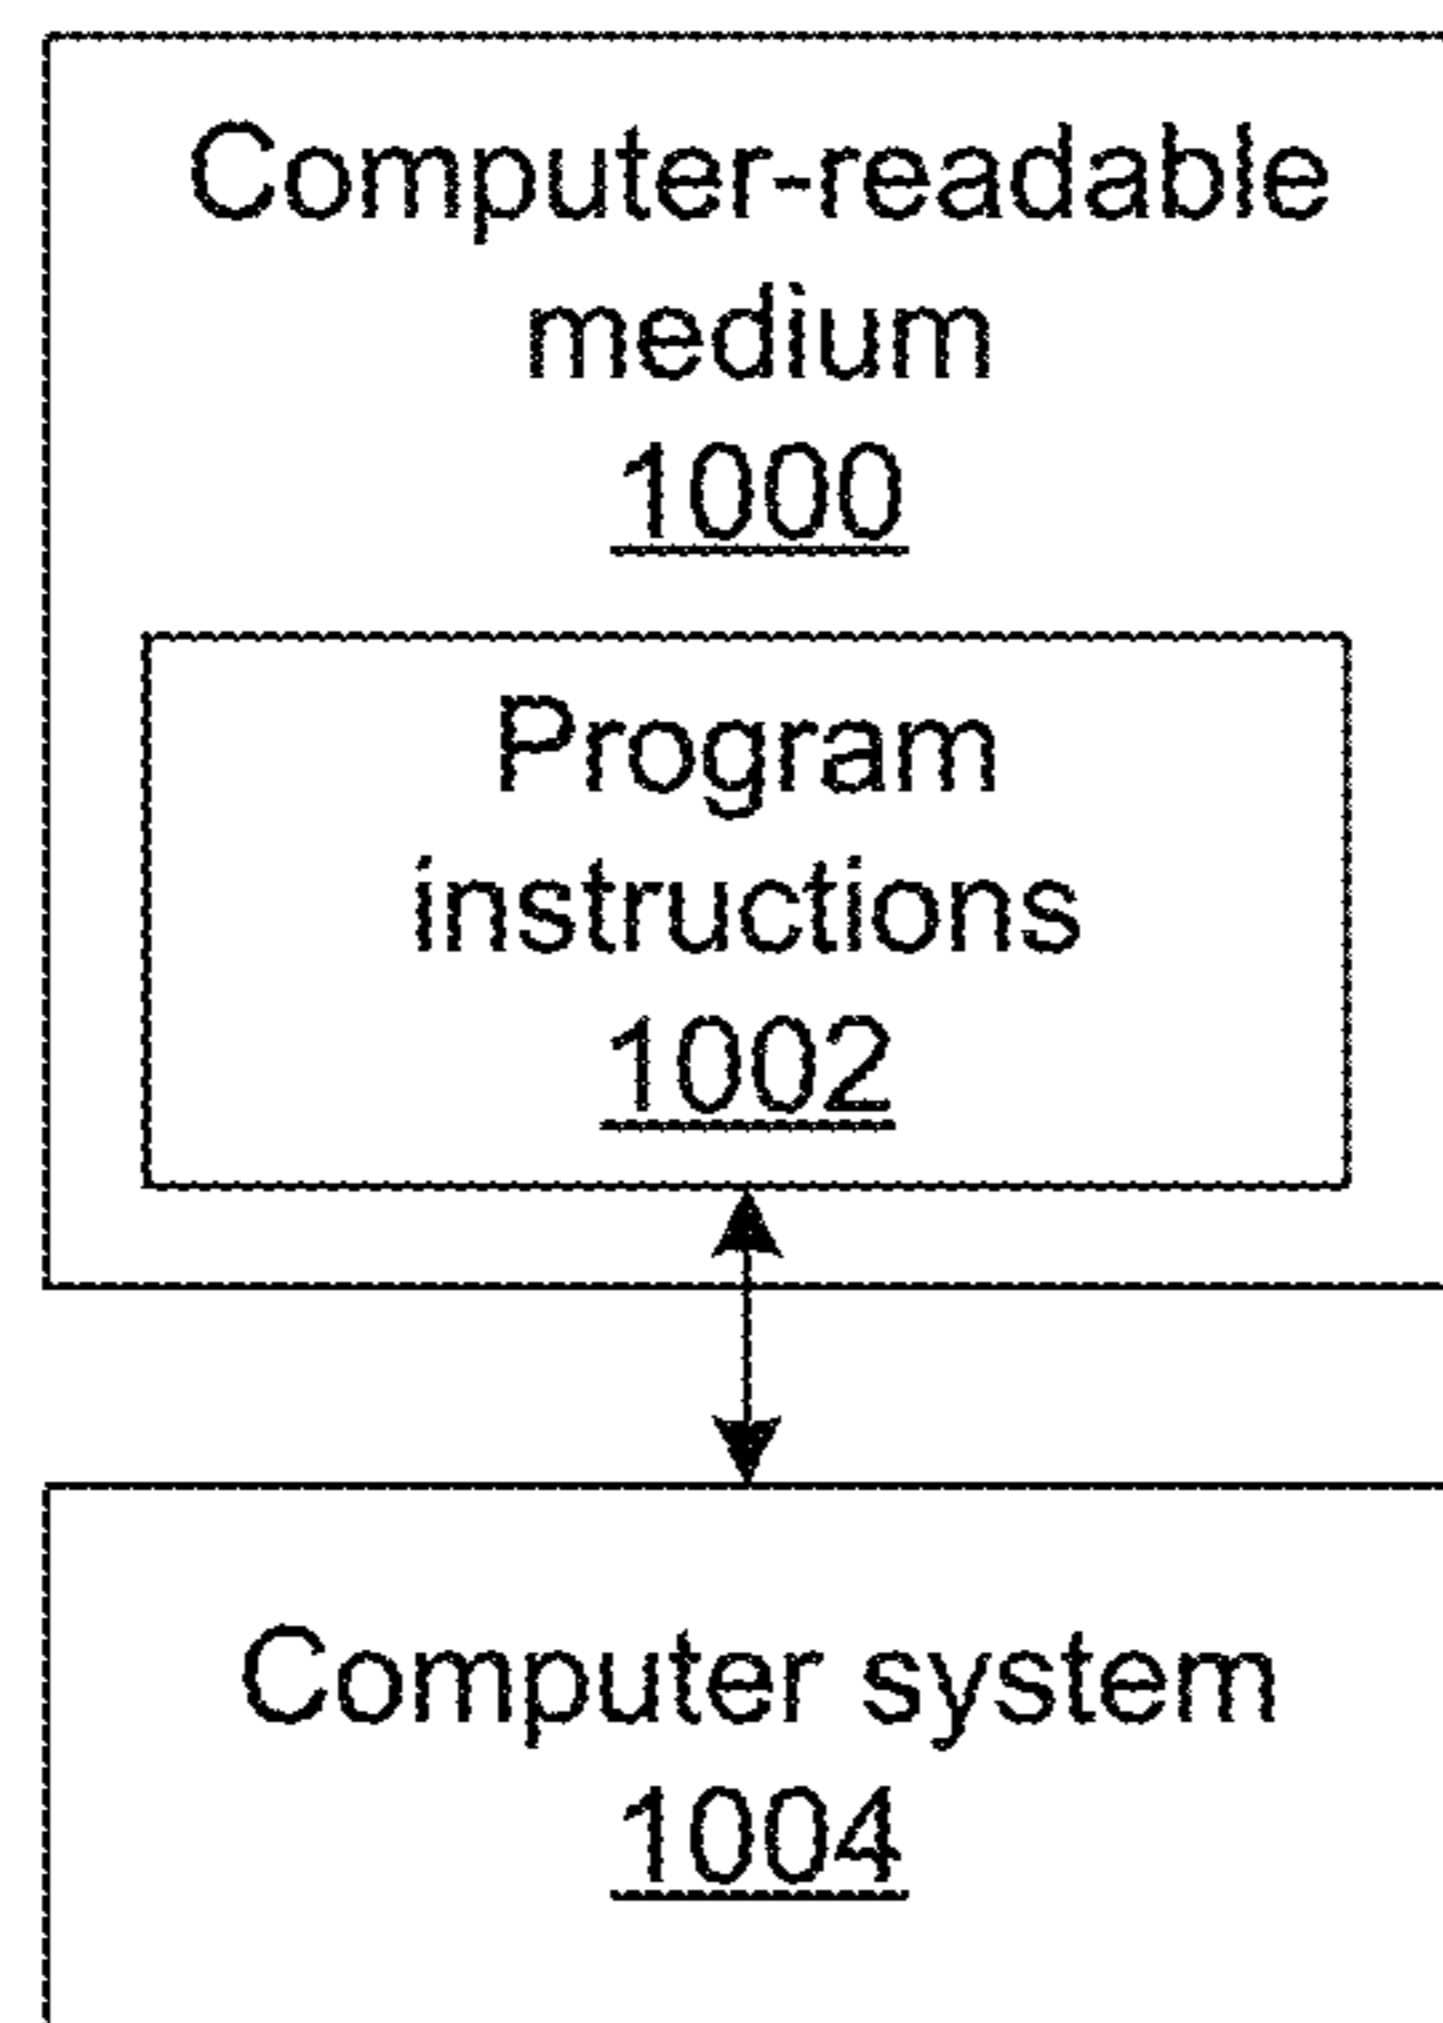 Computer-readable
medium
1000
Program
instructions
1002
Computer system
1004